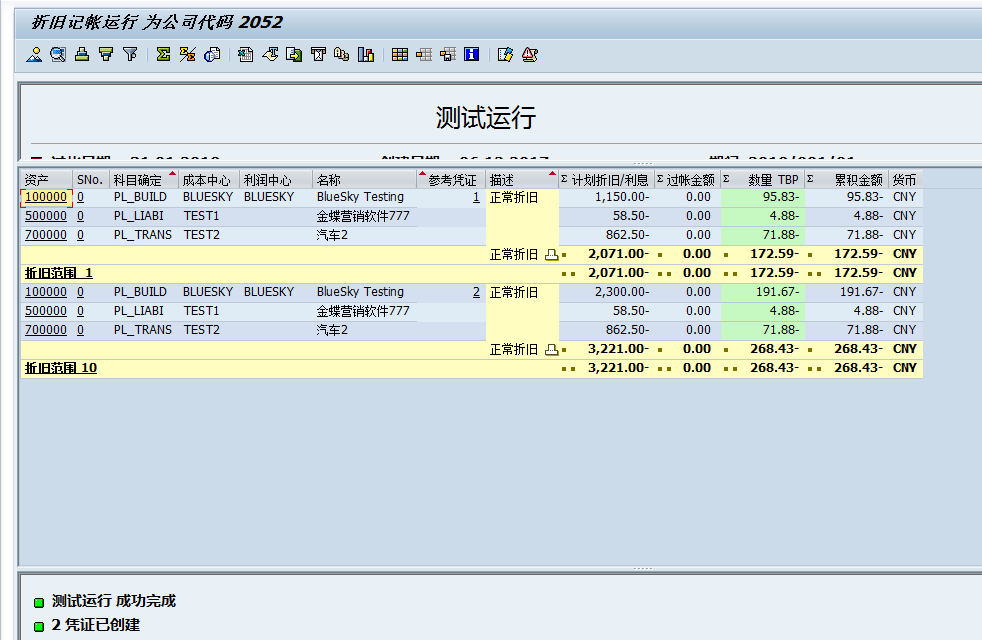 折旧记帐运行 为公司代码 2052
测试运行
资产 SNo. 科目确定 成本中心 利润中心 名称 参考凭证 描述 Σ 计划折旧/利息 Σ 过帐金额 Σ 数量 TBP Σ 累积金额 货币
100000 0 PL_BUILD BLUESKY BLUESKY BlueSky Testing 1 正常折旧 1,150.00- 0.00 95.83- 95.83- CNY
500000 0 PL_LIABI TEST1 金蝶营销软件777 58.50- 0.00 4.88- 4.88- CNY
700000 0 PL_TRANS TEST2 汽车2 862.50- 0.00 71.88- 71.88- CNY
正常折旧 2,071.00- 0.00 172.59- 172.59- CNY
折旧范围 1 2,071.00- 0.00 172.59- 172.59- CNY
100000 0 PL_BUILD BLUESKY BLUESKY BlueSky Testing 2 正常折旧 2,300.00- 0.00 191.67- 191.67- CNY
500000 0 PL_LIABI TEST1 金蝶营销软件777 58.50- 0.00 4.88- 4.88- CNY
700000 0 PL_TRANS TEST2 汽车2 862.50- 0.00 71.88- 71.88- CNY
正常折旧 3,221.00- 0.00 268.43- 268.43- CNY
折旧范围 10 3,221.00- 0.00 268.43- 268.43- CNY
测试运行 成功完成
2 凭证已创建